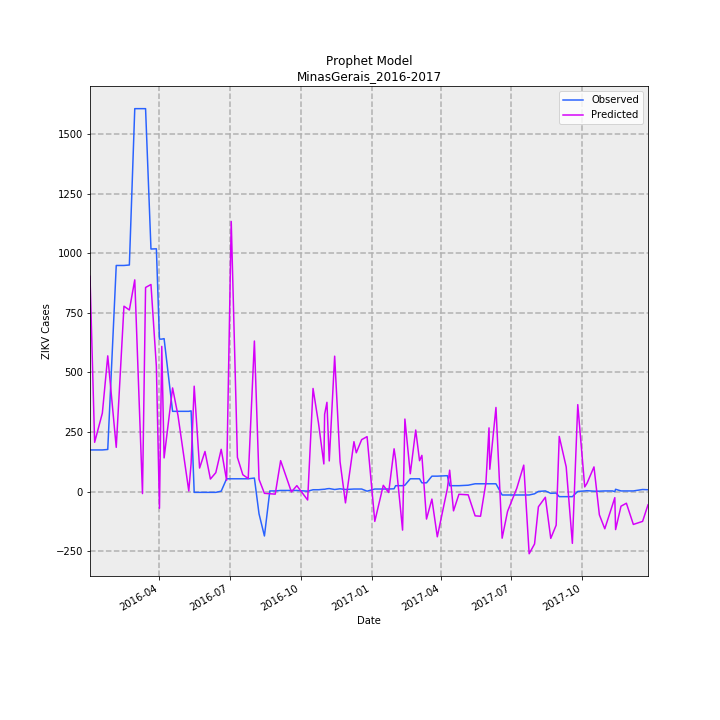 Prophet Model
MinasGerais_2016-2017
Observed
Predicted
ZIKV Cases
1500
1250
1000
750
500
250
0
−250
2016-04
2016-07
2016-10
2017-01
2017-04
2017-07
2017-10
Date